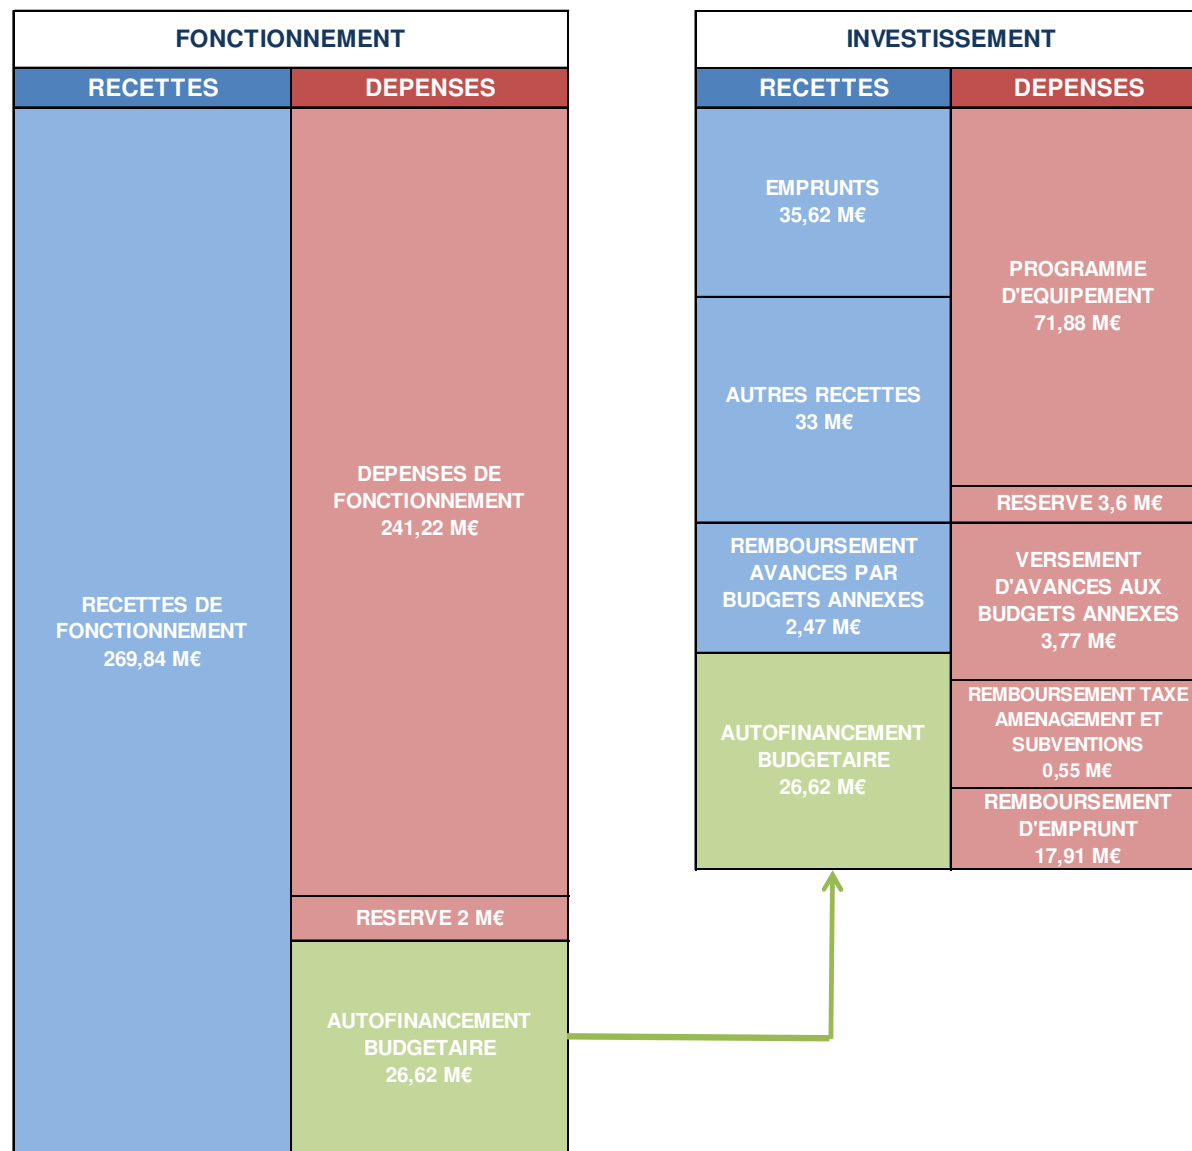 FONCTIONNEMENT
RECETTES
DEPENSES
RECETTES DE
FONCTIONNEMENT
269,84 M€
DEPENSES DE
FONCTIONNEMENT
241,22 M€
RESERVE 2 M€
AUTOFINANCEMENT
BUDGETAIRE
26,62 M€
INVESTISSEMENT
RECETTES
DEPENSES
EMPRUNTS
35,62 M€
AUTRES RECETTES
33 M€
REMBOURSEMENT
AVANCES PAR
BUDGETS ANNEXES
2,47 M€
AUTOFINANCEMENT
BUDGETAIRE
26,62 M€
PROGRAMME
D'EQUIPEMENT
71,88 M€
RESERVE 3,6 M€
VERSEMENT
D'AVANCES AUX
BUDGETS ANNEXES
3,77 M€
REMBOURSEMENT TAXE
AMENAGEMENT ET
SUBVENTIONS
0,55 M€
REMBOURSEMENT
D'EMPRUNT
17,91 M€